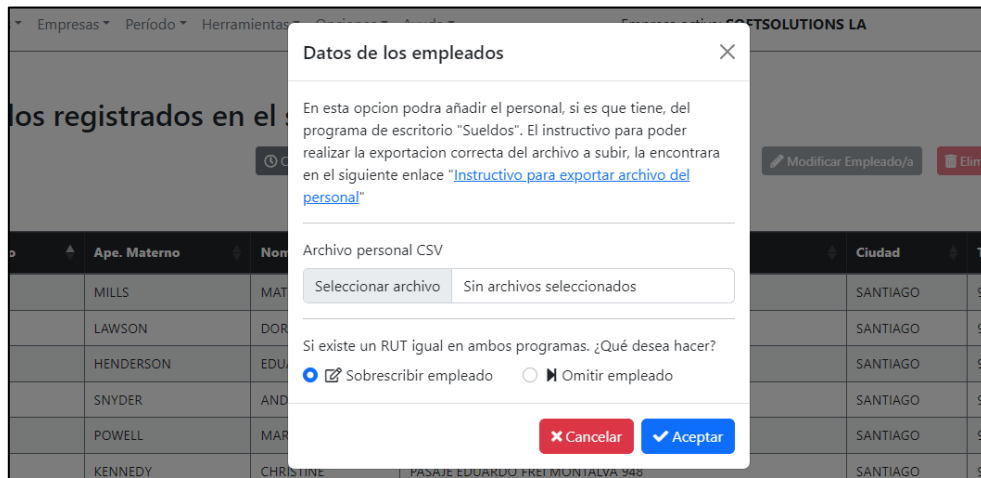 Empresas Período Herramientas SOFTSOLUTIONS LA
Datos de los empleados
En esta opcion podra añadir el personal, si es que tiene, del
programa de escritorio "Sueldos". El instructivo para poder
realizar la exportacion correcta del archivo a subir, la encontrara
en el siguiente enlace "Instructivo para exportar archivo del
personal"
los registrados en el
Modificar Empleado/a Elim
Archivo personal CSV
Seleccionar archivo Sin archivos seleccionados
Si existe un RUT igual en ambos programas. ¿Qué desea hacer?
Sobrescribir empleado Omitir empleado
Cancelar Aceptar
Ape. Materno Nom Ciudad
MILLS MAT SANTIAGO
LAWSON DOR SANTIAGO
HENDERSON EDU SANTIAGO
SNYDER AND SANTIAGO
POWELL MAR SANTIAGO
KENNEDY CHRISTINE PASAJE EDUARDO FREI MONTALVA 948 SANTIAGO